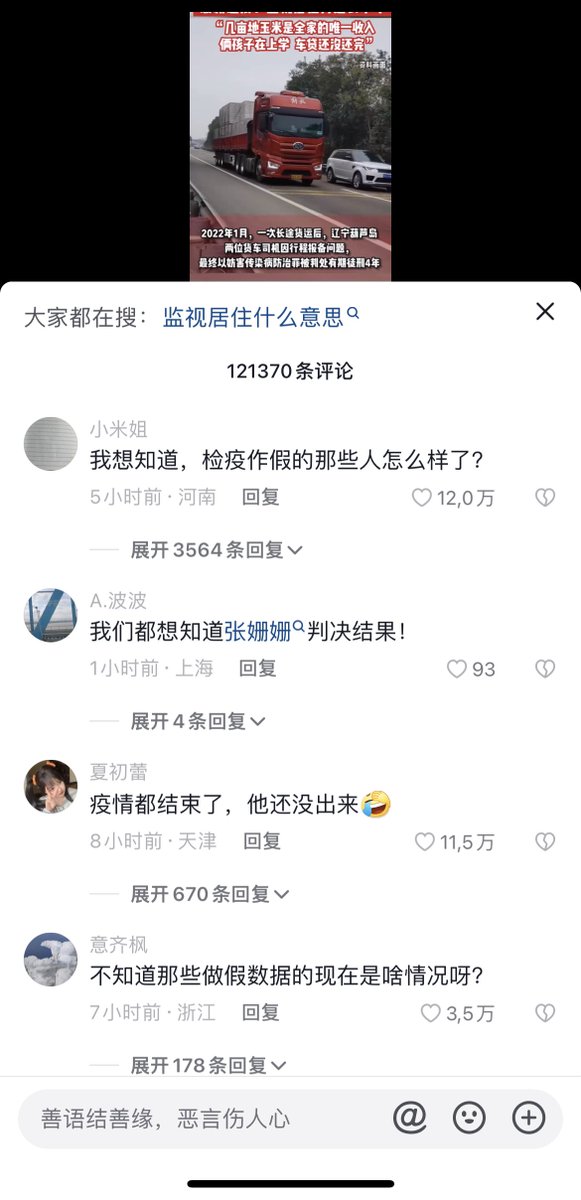 “几亩地玉米是全家的唯一收入
俩孩子在上学 车贷还没还完”
资料画面
2022年1月，一次长途货运后，辽宁葫芦岛
两位货车司机因行程报备问题，
最终以妨害传染病防治罪被判处有期徒刑4年
大家都在搜：监视居住什么意思
121370条评论
小米姐
我想知道，检疫作假的那些人怎么样了？
5小时前·河南 回复 12,0万
展开3564条回复
A.波波
我们都想知道张姗姗判决结果！
1小时前·上海 回复 93
展开4条回复
夏初蕾
疫情都结束了，他还没出来🤣
8小时前·天津 回复 11,5万
展开670条回复
意齐枫
不知道那些做假数据的现在是啥情况呀？
7小时前·浙江 回复 3,5万
展开178条回复
善语结善缘，恶言伤人心